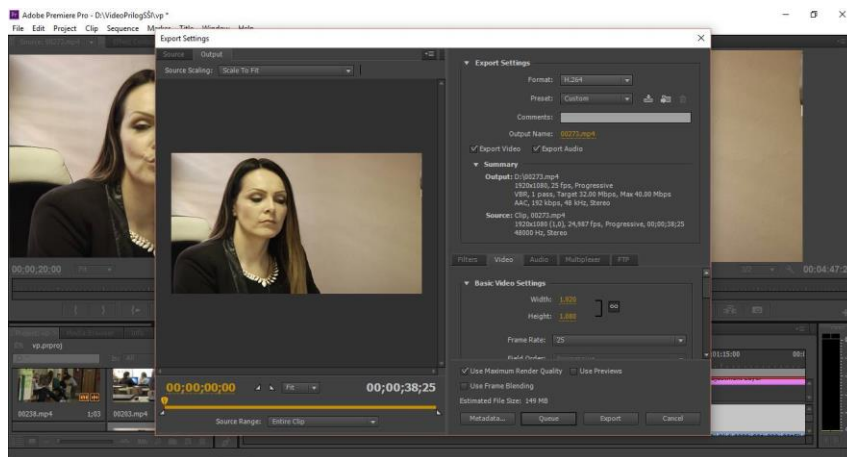 Adobe Premiere Pro - D:\VideoPrilogSŠI\vp *
File Edit Project Clip Sequence Marker Title Window Help
Export Settings
Source Output
Source Scaling: Scale To Fit
Export Settings
Format: H.264
Preset: Custom
Comments:
Output Name: 00273.mp4
Export Video Export Audio
Summary
Output: D:\00273.mp4
1920x1080, 25 fps, Progressive
VBR, 1 pass, Target 32.00 Mbps, Max 40.00 Mbps
AAC, 192 kbps, 48 kHz, Stereo
Source: Clip, 00273.mp4
1920x1080 (1,0), 24,987 fps, Progressive, 00;00;38;25
48000 Hz, Stereo
00;00;20;00
00:04:47:2
Filters Video Audio Multiplexer FTP
Basic Video Settings
Width: 1.920
Height: 1.080
Frame Rate: 25
Field Order:
vp.prproj
01:15:00
Use Maximum Render Quality Use Previews
Use Frame Blending
Estimated File Size: 149 MB
00;00;00;00 Fit 00;00;38;25
00238.mp4 1;03 00203.mp4
Source Range: Entire Clip
Metadata... Queue Export Cancel